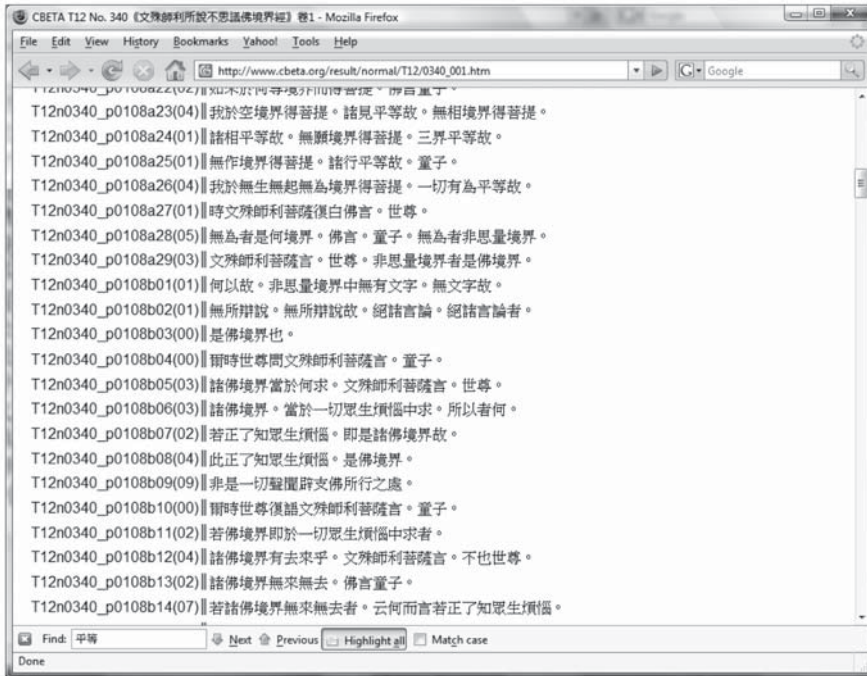 CBETA T12 No. 340《文殊師利所說不思議佛境界經》卷1 - Mozilla Firefox
File Edit View History Bookmarks Yahoo! Tools Help
http://www.cbeta.org/result/normal/T12/0340_001.htm
Google
T12n0340_p0108a22(02)║如來於何等境界而得菩提。佛言童子。
T12n0340_p0108a23(04)║我於空境界得菩提。諸見平等故。無相境界得菩提。
T12n0340_p0108a24(01)║諸相平等故。無願境界得菩提。三界平等故。
T12n0340_p0108a25(01)║無作境界得菩提。諸行平等故。童子。
T12n0340_p0108a26(04)║我於無生無起無為境界得菩提。一切有為平等故。
T12n0340_p0108a27(01)║時文殊師利菩薩復白佛言。世尊。
T12n0340_p0108a28(05)║無為者是何境界。佛言。童子。無為者非思量境界。
T12n0340_p0108a29(03)║文殊師利菩薩言。世尊。非思量境界者是佛境界。
T12n0340_p0108b01(01)║何以故。非思量境界中無有文字。無文字故。
T12n0340_p0108b02(01)║無所辯說。無所辯說故。絕諸言論。絕諸言論者。
T12n0340_p0108b03(00)║是佛境界也。
T12n0340_p0108b04(00)║爾時世尊問文殊師利菩薩言。童子。
T12n0340_p0108b05(03)║諸佛境界當於何求。文殊師利菩薩言。世尊。
T12n0340_p0108b06(03)║諸佛境界。當於一切眾生煩惱中求。所以者何。
T12n0340_p0108b07(02)║若正了知眾生煩惱。即是諸佛境界故。
T12n0340_p0108b08(04)║此正了知眾生煩惱。是佛境界。
T12n0340_p0108b09(09)║非是一切聲聞辟支佛所行之處。
T12n0340_p0108b10(00)║爾時世尊復語文殊師利菩薩言。童子。
T12n0340_p0108b11(02)║若佛境界即於一切眾生煩惱中求者。
T12n0340_p0108b12(04)║諸佛境界有去來乎。文殊師利菩薩言。不也世尊。
T12n0340_p0108b13(02)║諸佛境界無來無去。佛言童子。
T12n0340_p0108b14(07)║若諸佛境界無來無去者。云何而言若正了知眾生煩惱。
Find: 平等 Next Previous Highlight all Match case
Done